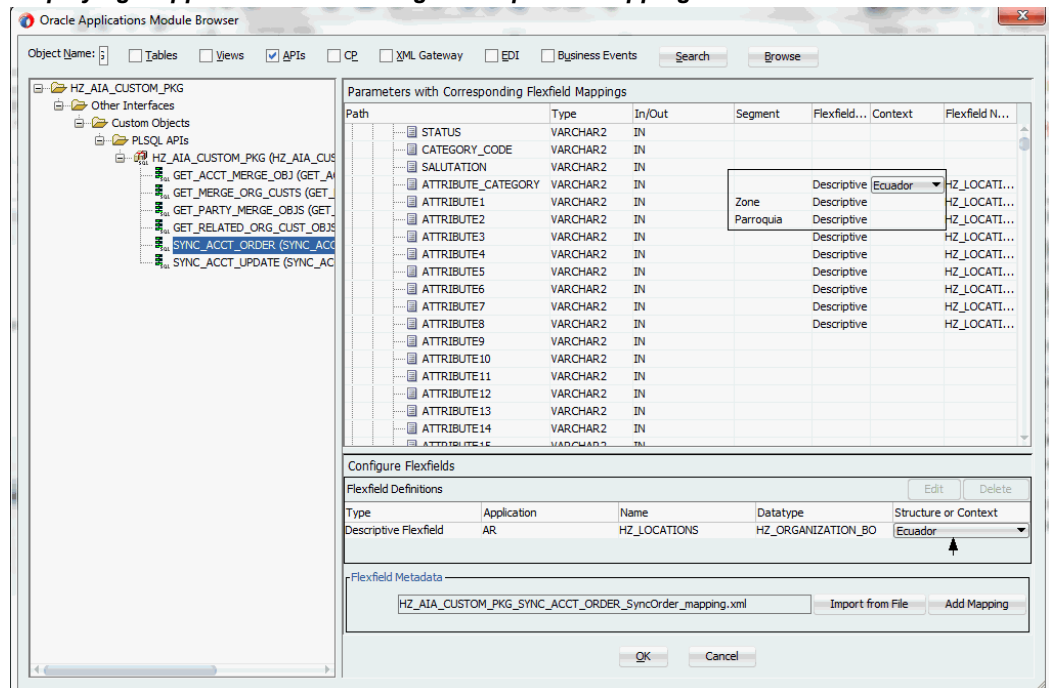 Oracle Applications Module Browser
Object Name: Tables Views APIs CP XML Gateway EDI Business Events Search Browse
HZ_AIA_CUSTOM_PKG
Other Interfaces
Custom Objects
PLSQL APIs
HZ_AIA_CUSTOM_PKG (HZ_AIA_CUS
GET_ACCT_MERGE_OBJ (GET_A
GET_MERGE_ORG_CUSTS (GET_
GET_PARTY_MERGE_OBJS (GET_
GET_RELATED_ORG_CUST_OBJS
SYNC_ACCT_ORDER (SYNC_ACC
SYNC_ACCT_UPDATE (SYNC_AC
Parameters with Corresponding Flexfield Mappings
Path Type In/Out Segment Flexfield... Context Flexfield N...
STATUS VARCHAR2 IN
CATEGORY_CODE VARCHAR2 IN
SALUTATION VARCHAR2 IN
ATTRIBUTE_CATEGORY VARCHAR2 IN Descriptive Ecuador HZ_LOCATI...
ATTRIBUTE1 VARCHAR2 IN Zone Descriptive HZ_LOCATI...
ATTRIBUTE2 VARCHAR2 IN Parroquia Descriptive HZ_LOCATI...
ATTRIBUTE3 VARCHAR2 IN Descriptive HZ_LOCATI...
ATTRIBUTE4 VARCHAR2 IN Descriptive HZ_LOCATI...
ATTRIBUTE5 VARCHAR2 IN Descriptive HZ_LOCATI...
ATTRIBUTE6 VARCHAR2 IN Descriptive HZ_LOCATI...
ATTRIBUTE7 VARCHAR2 IN Descriptive HZ_LOCATI...
ATTRIBUTE8 VARCHAR2 IN Descriptive HZ_LOCATI...
ATTRIBUTE9 VARCHAR2 IN
ATTRIBUTE10 VARCHAR2 IN
ATTRIBUTE11 VARCHAR2 IN
ATTRIBUTE12 VARCHAR2 IN
ATTRIBUTE13 VARCHAR2 IN
ATTRIBUTE14 VARCHAR2 IN
ATTRIBUTE15 VARCHAR2 IN
Configure Flexfields
Flexfield Definitions Edit Delete
Type Application Name Datatype Structure or Context
Descriptive Flexfield AR HZ_LOCATIONS HZ_ORGANIZATION_BO Ecuador
Flexfield Metadata
HZ_AIA_CUSTOM_PKG_SYNC_ACCT_ORDER_SyncOrder_mapping.xml Import from File Add Mapping
OK Cancel